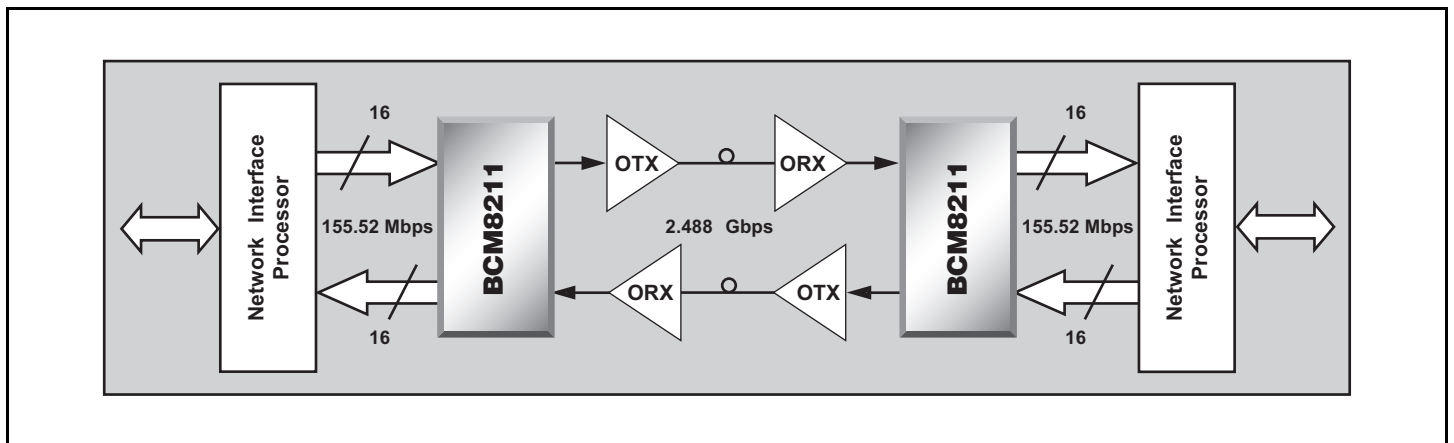 Network Interface
Processor
16
155.52 Mbps
16
BCM8211
OTX
ORX
2.488 Gbps
ORX
OTX
BCM8211
16
155.52 Mbps
16
Network Interface
Processor